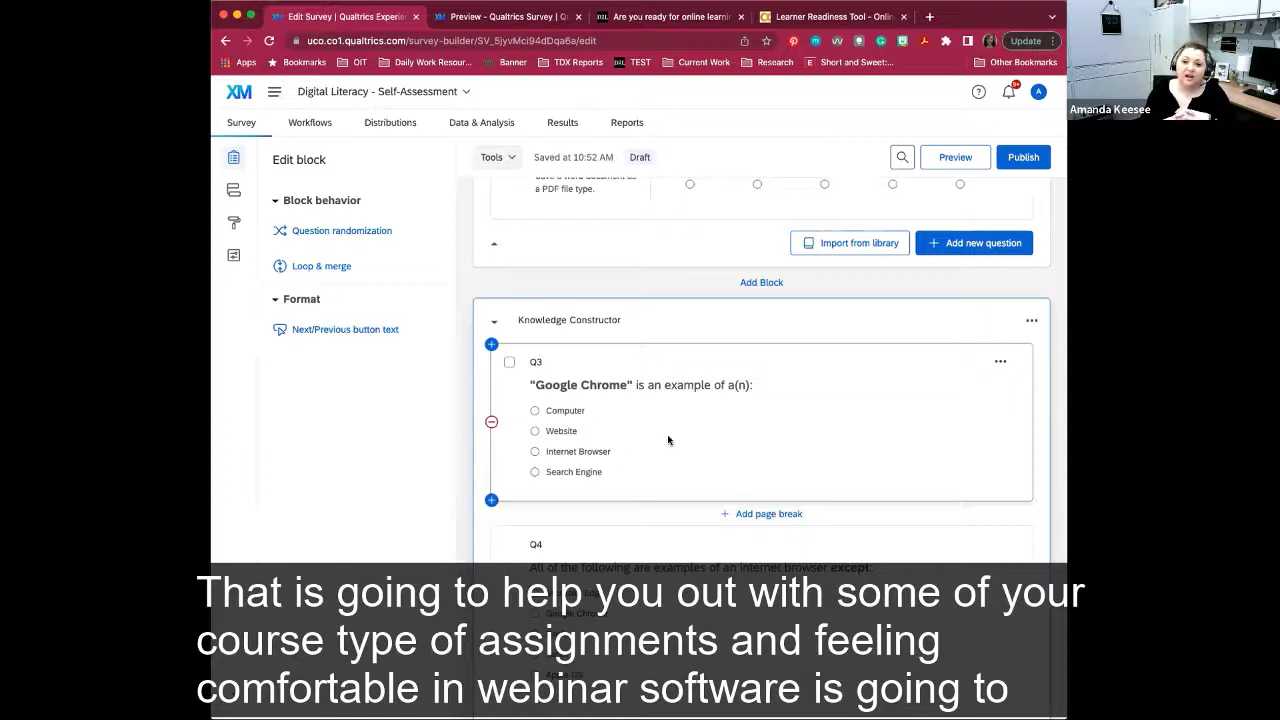 Edit Survey | Qualtrics Experie
Preview - Qualtrics Survey | Qu
D2L Are you ready for online learni
Learner Readiness Tool - Onlin
uco.co1.qualtrics.com/survey-builder/SV_5jyvMci94dDqa6a/edit
Update
Apps
Bookmarks
OIT
Daily Work Resour...
Banner
TDX Reports
D2L TEST
Current Work
Research
E Short and Sweet:...
Other Bookmarks
XM
Digital Literacy - Self-Assessment
9+
A
Amanda Keesee
Survey
Workflows
Distributions
Data & Analysis
Results
Reports
Edit block
Tools
Saved at 10:52 AM
Draft
Preview
Publish
Save a word document as
a PDF file type.
Block behavior
Question randomization
Loop & merge
Format
Next/Previous button text
Import from library
Add new question
Add Block
Knowledge Constructor
Q3
"Google Chrome" is an example of a(n):
Computer
Website
Internet Browser
Search Engine
Add page break
Q4
All of the following are examples of an internet browser except:
That is going to help you out with some of your
course type of assignments and feeling
comfortable in webinar software is going to